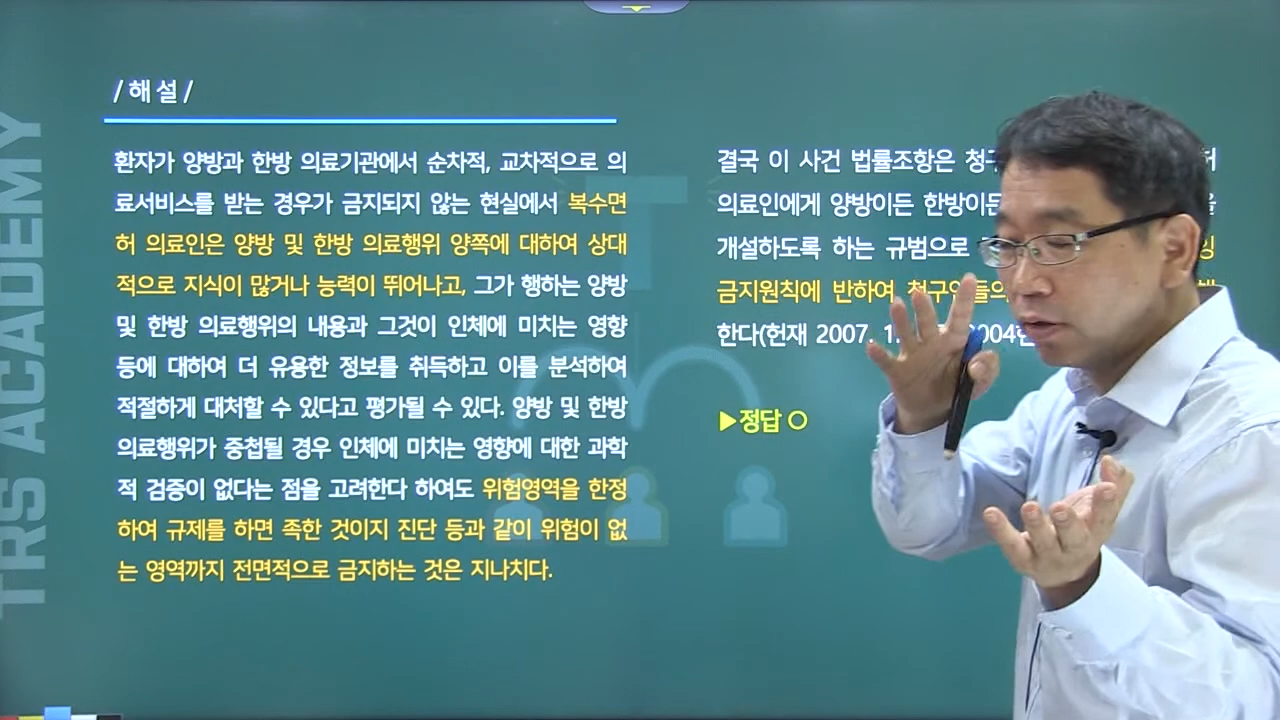 TRS ACADEMY
/ 해 설 /
환자가 양방과 한방 의료기관에서 순차적, 교차적으로 의
료서비스를 받는 경우가 금지되지 않는 현실에서 복수면
허 의료인은 양방 및 한방 의료행위 양쪽에 대하여 상대
적으로 지식이 많거나 능력이 뛰어나고, 그가 행하는 양방
및 한방 의료행위의 내용과 그것이 인체에 미치는 영향
등에 대하여 더 유용한 정보를 취득하고 이를 분석하여
적절하게 대처할 수 있다고 평가될 수 있다. 양방 및 한방
의료행위가 중첩될 경우 인체에 미치는 영향에 대한 과학
적 검증이 없다는 점을 고려한다 하여도 위험영역을 한정
하여 규제를 하면 족한 것이지 진단 등과 같이 위험이 없
는 영역까지 전면적으로 금지하는 것은 지나치다.
결국 이 사건 법률조항은
의료인에게 양방이든 한방이든
개설하도록 하는 규범으로
금지원칙에 반하여 청구인들의
한다(헌재 2007. 1
▶정답 O